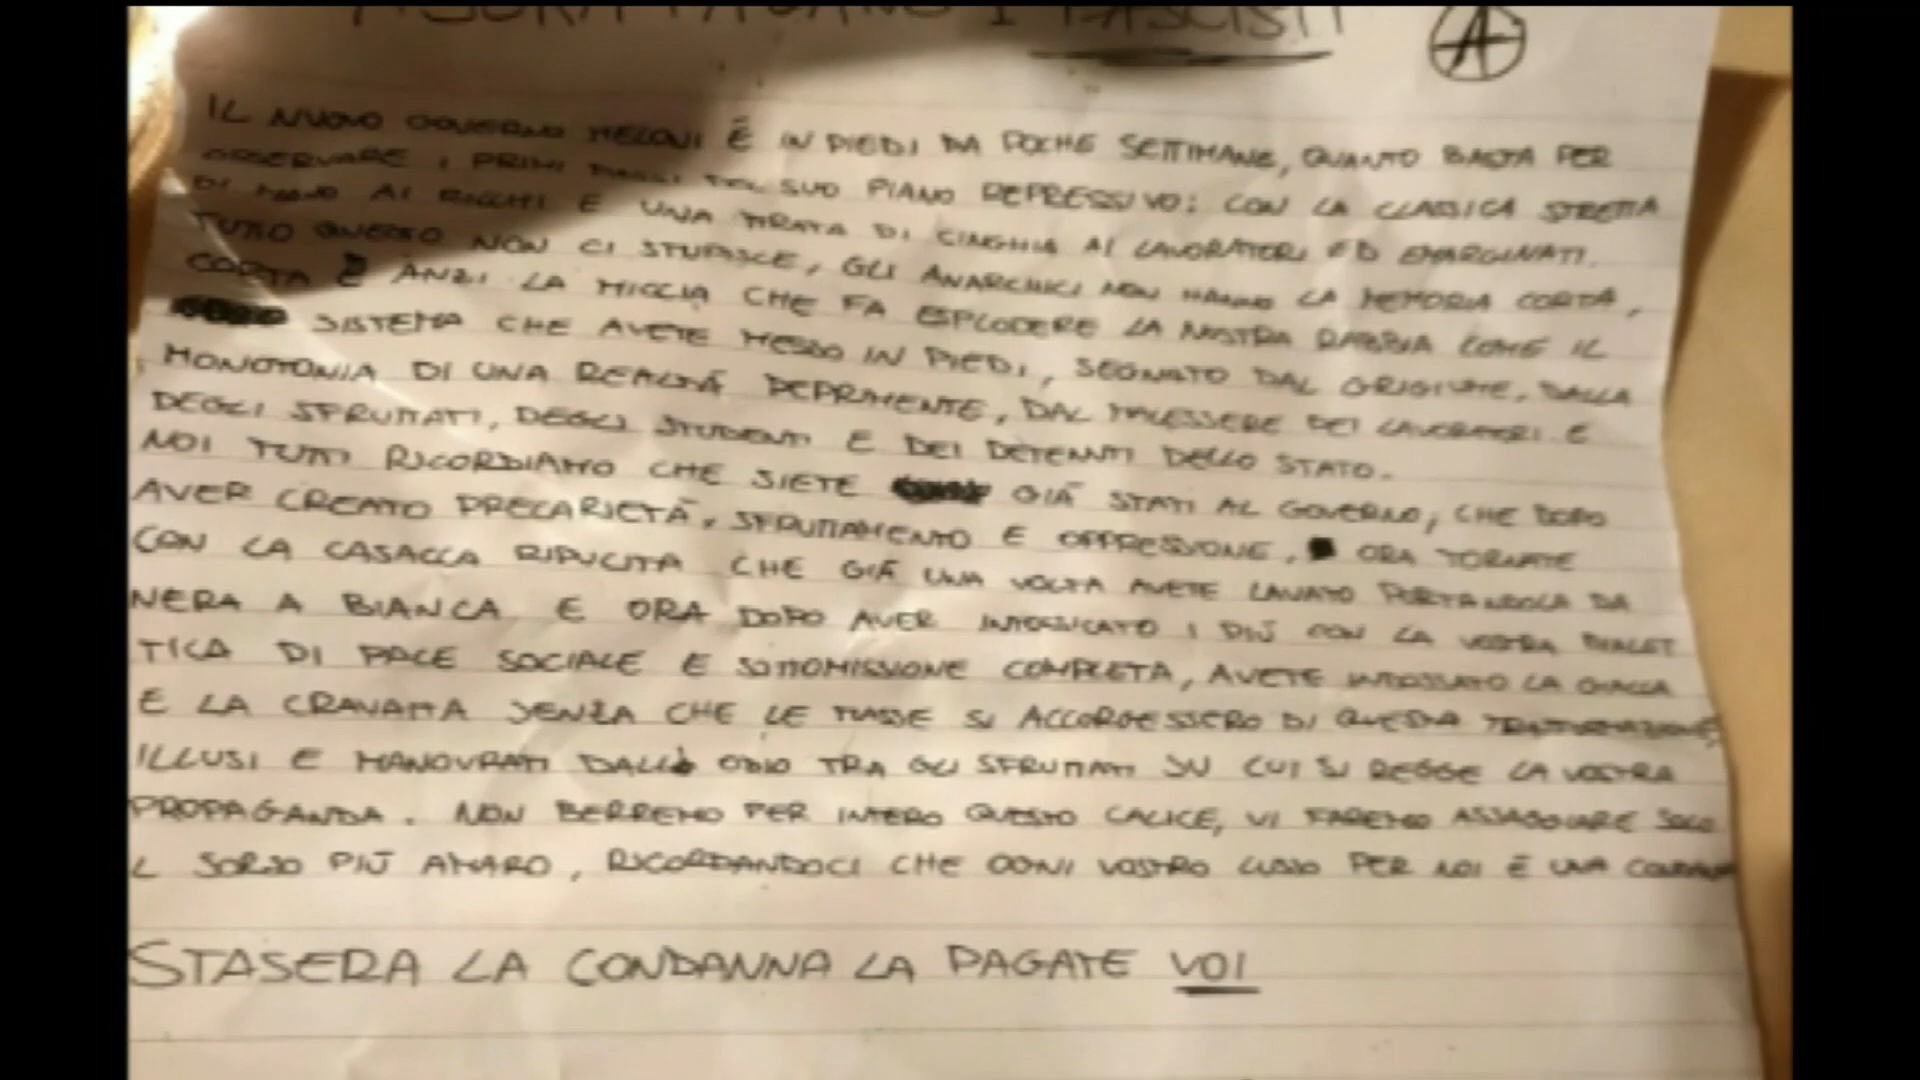 PAGANO I FASCISTI
IL NUOVO GOVERNO MELONI È IN PIEDI DA POCHE SETTIMANE, QUANTO BASTA PER
OSSERVARE I PRIMI PASSI DEL SUO PIANO REPRESSIVO: CON LA CLASSICA STRETTA
DI MANO AI RICCHI E UNA TIRATA DI CINGHIA AI LAVORATORI ED EMARGINATI.
TUTTO QUESTO NON CI STUPISCE, GLI ANARCHICI NON HANNO LA MEMORIA CORTA,
CORTA È ANZI LA MICCIA CHE FA ESPLODERE LA NOSTRA RABBIA COME IL
SISTEMA CHE AVETE MESSO IN PIEDI, SEGNATO DAL GRIGIORE, DALLA
MONOTONIA DI UNA REALTÀ DEPRIMENTE, DAL MALESSERE DEI LAVORATORI E
DEGLI SFRUTTATI, DEGLI STUDENTI E DEI DETENUTI DELLO STATO.
NOI TUTTI RICORDIAMO CHE SIETE GIÀ STATI AL GOVERNO, CHE DOPO
AVER CREATO PRECARIETÀ, SFRUTTAMENTO E OPPRESSIONE, ORA TORNATE
CON LA CASACCA RIPULITA CHE GIÀ UNA VOLTA AVETE LAVATO PORTANDOLA DA
NERA A BIANCA E ORA DOPO AVER INTOSSICATO I PIÙ CON LA VOSTRA DIALET
TICA DI PACE SOCIALE E SOTTOMISSIONE COMPLETA, AVETE INDOSSATO LA GIACCA
E LA CRAVATTA SENZA CHE LE MASSE SI ACCORGESSERO DI QUESTA TRASFORMAZIONE,
ILLUSI E MANOVRATI DALL'ODIO TRA GLI SFRUTTATI SU CUI SI REGGE LA VOSTRA
PROPAGANDA. NON BERREMO PER INTERO QUESTO CALICE, VI FAREMO ASSAGGIARE SOLO
L SORSO PIÙ AMARO, RICORDANDOCI CHE OGNI VOSTRO LUSSO PER NOI È UNA CONDANNA
STASERA LA CONDANNA LA PAGATE VOI